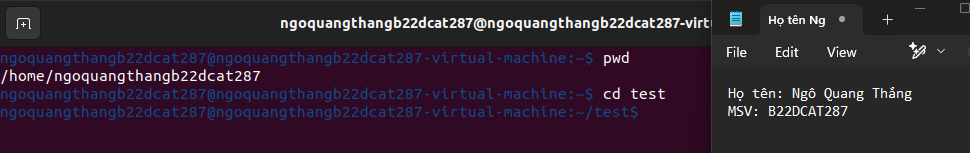 ngoquangthangb22dcat287@ngoquangthangb22dcat287-virtu
ngoquangthangb22dcat287@ngoquangthangb22dcat287-virtual-machine:~$ pwd
/home/ngoquangthangb22dcat287
ngoquangthangb22dcat287@ngoquangthangb22dcat287-virtual-machine:~$ cd test
ngoquangthangb22dcat287@ngoquangthangb22dcat287-virtual-machine:~/test$
Họ tên Ng
File Edit View
Họ tên: Ngô Quang Thắng
MSV: B22DCAT287